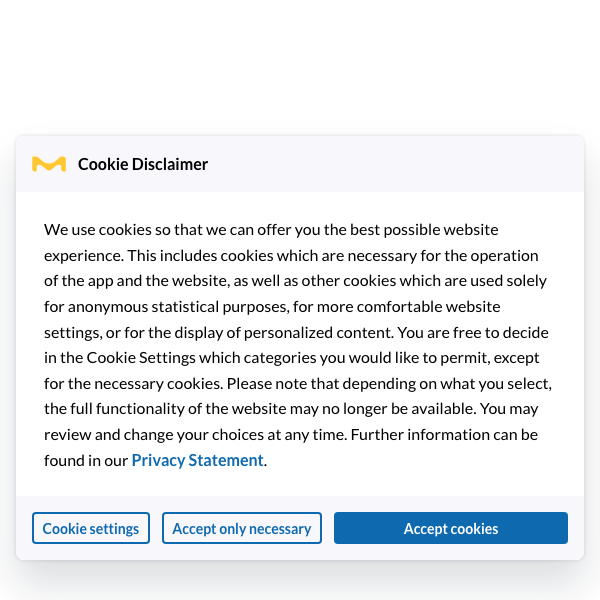 Cookie Disclaimer
We use cookies so that we can offer you the best possible website
experience. This includes cookies which are necessary for the operation
of the app and the website, as well as other cookies which are used solely
for anonymous statistical purposes, for more comfortable website
settings, or for the display of personalized content. You are free to decide
in the Cookie Settings which categories you would like to permit, except
for the necessary cookies. Please note that depending on what you select,
the full functionality of the website may no longer be available. You may
review and change your choices at any time. Further information can be
found in our Privacy Statement.
Cookie settings
Accept only necessary
Accept cookies